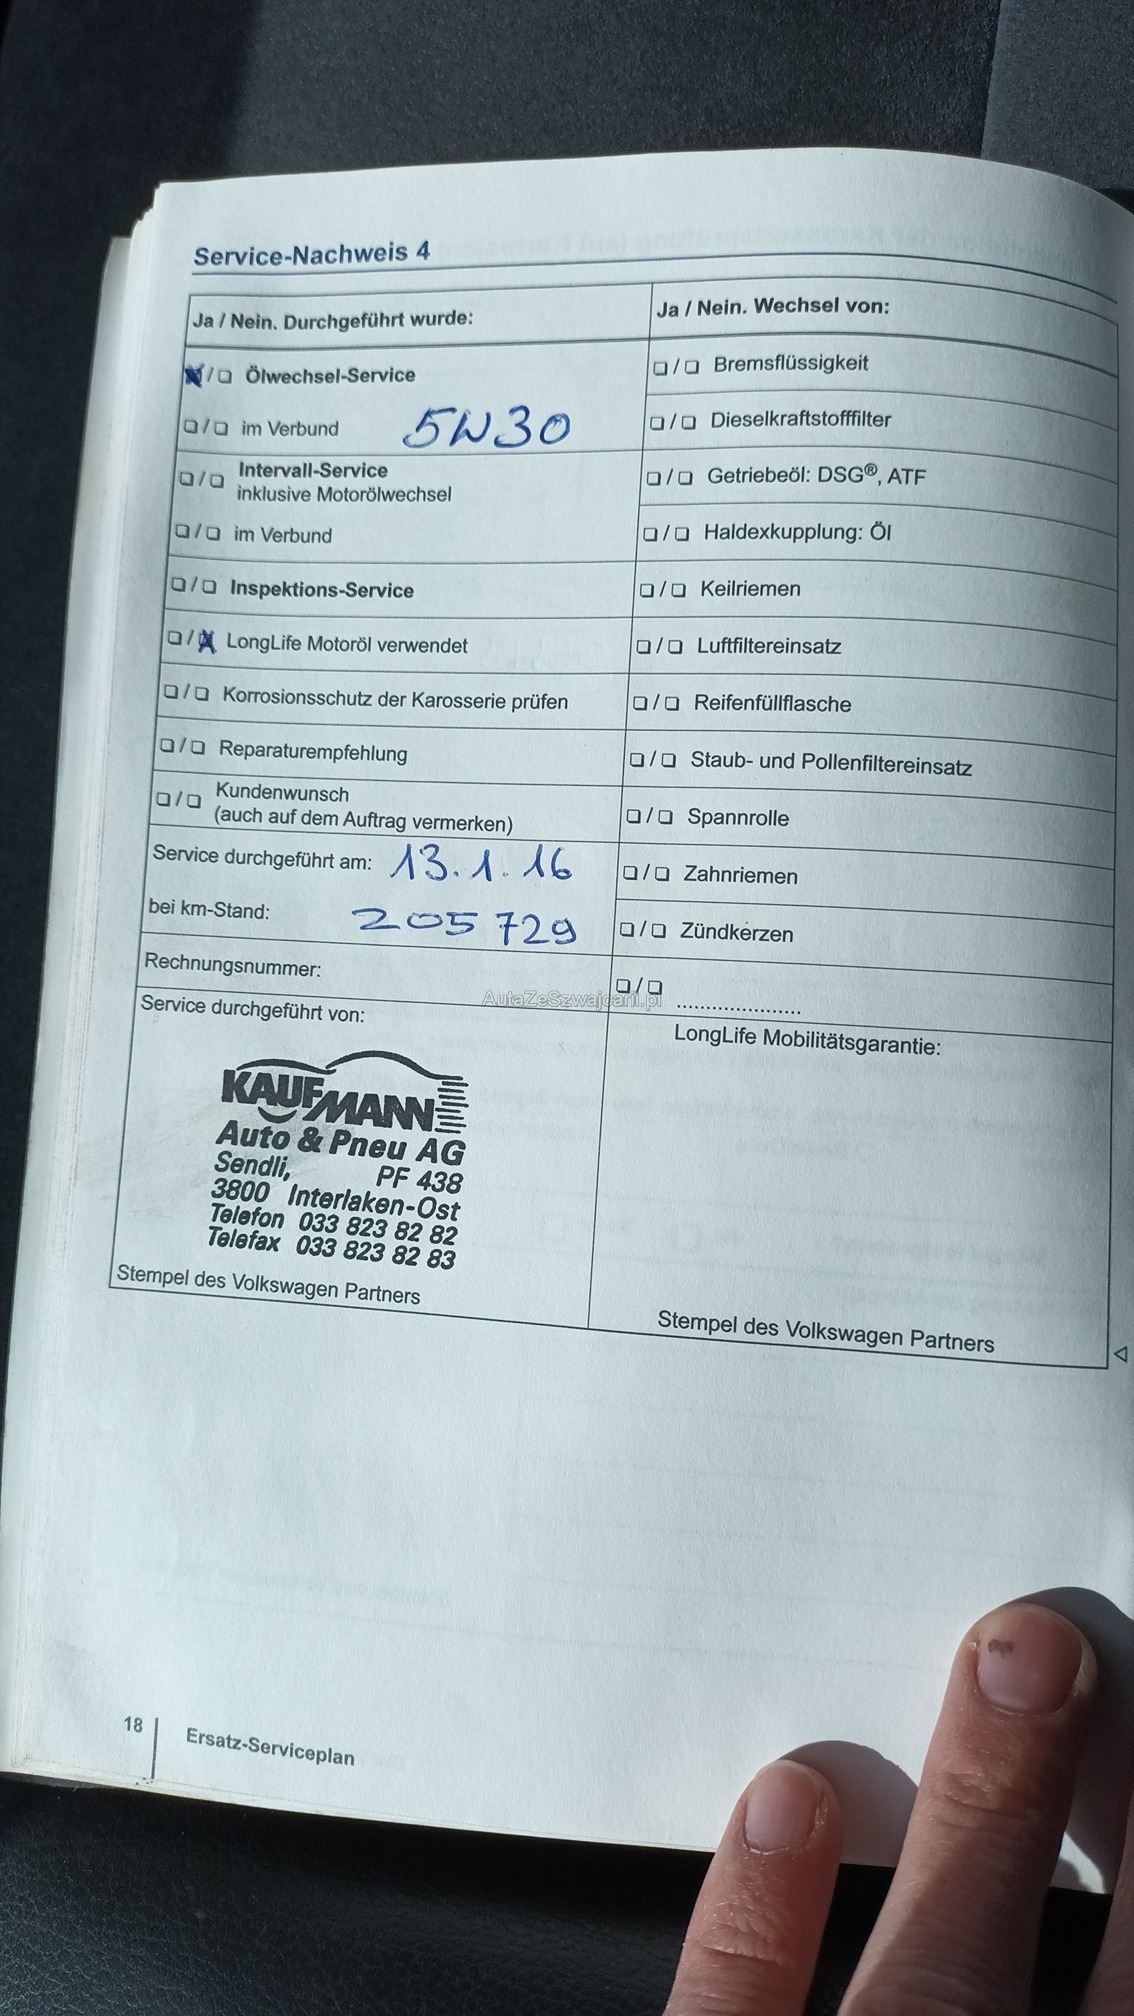 Service-Nachweis 4
Ja / Nein. Durchgeführt wurde:
☒ / ☐ Ölwechsel-Service
☐ / ☐ im Verbund 5W30
☐ / ☐ Intervall-Service
inklusive Motorölwechsel
☐ / ☐ im Verbund
☐ / ☐ Inspektions-Service
☐ / ☒ LongLife Motoröl verwendet
☐ / ☐ Korrosionsschutz der Karosserie prüfen
☐ / ☐ Reparaturempfehlung
☐ / ☐ Kundenwunsch
(auch auf dem Auftrag vermerken)
Service durchgeführt am: 13.1.16
bei km-Stand: 205 729
Rechnungsnummer:
Service durchgeführt von:
KAUFMANN
Auto & Pneu AG
Sendli, PF 438
3800 Interlaken-Ost
Telefon 033 823 82 82
Telefax 033 823 82 83
Stempel des Volkswagen Partners
Ja / Nein. Wechsel von:
☐ / ☐ Bremsflüssigkeit
☐ / ☐ Dieselkraftstofffilter
☐ / ☐ Getriebeöl: DSG®, ATF
☐ / ☐ Haldexkupplung: Öl
☐ / ☐ Keilriemen
☐ / ☐ Luftfiltereinsatz
☐ / ☐ Reifenfüllflasche
☐ / ☐ Staub- und Pollenfiltereinsatz
☐ / ☐ Spannrolle
☐ / ☐ Zahnriemen
☐ / ☐ Zündkerzen
☐ / ☐ .....................
LongLife Mobilitätsgarantie:
Stempel des Volkswagen Partners
AutaZeSzwajcarii.pl
18
Ersatz-Serviceplan